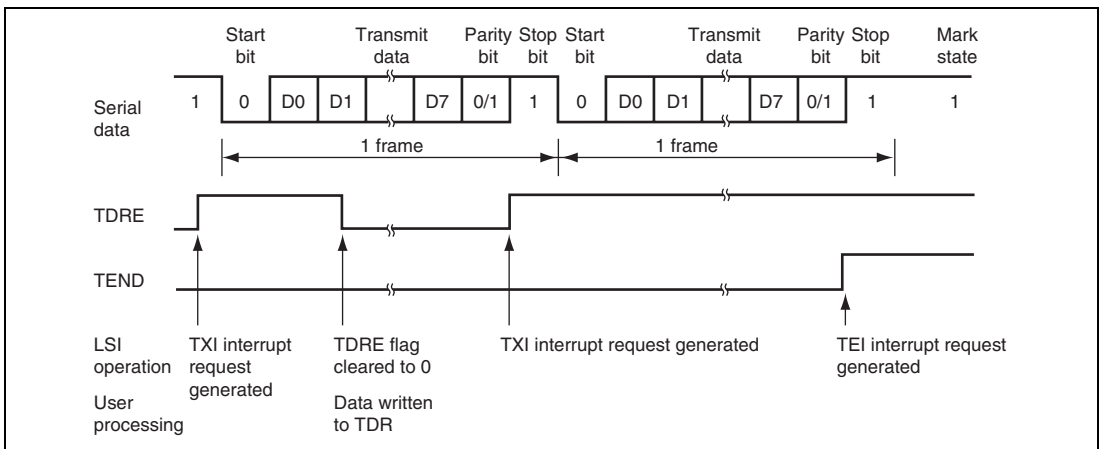 Start Transmit Parity Stop Start Transmit Parity Stop Mark
bit data bit bit bit data bit bit state
Serial data 1 0 D0 D1 D7 0/1 1 0 D0 D1 D7 0/1 1 1
1 frame 1 frame
TDRE
TEND
LSI TXI interrupt TDRE flag TXI interrupt request generated TEI interrupt request
operation request cleared to 0 generated
generated
User Data written
processing to TDR